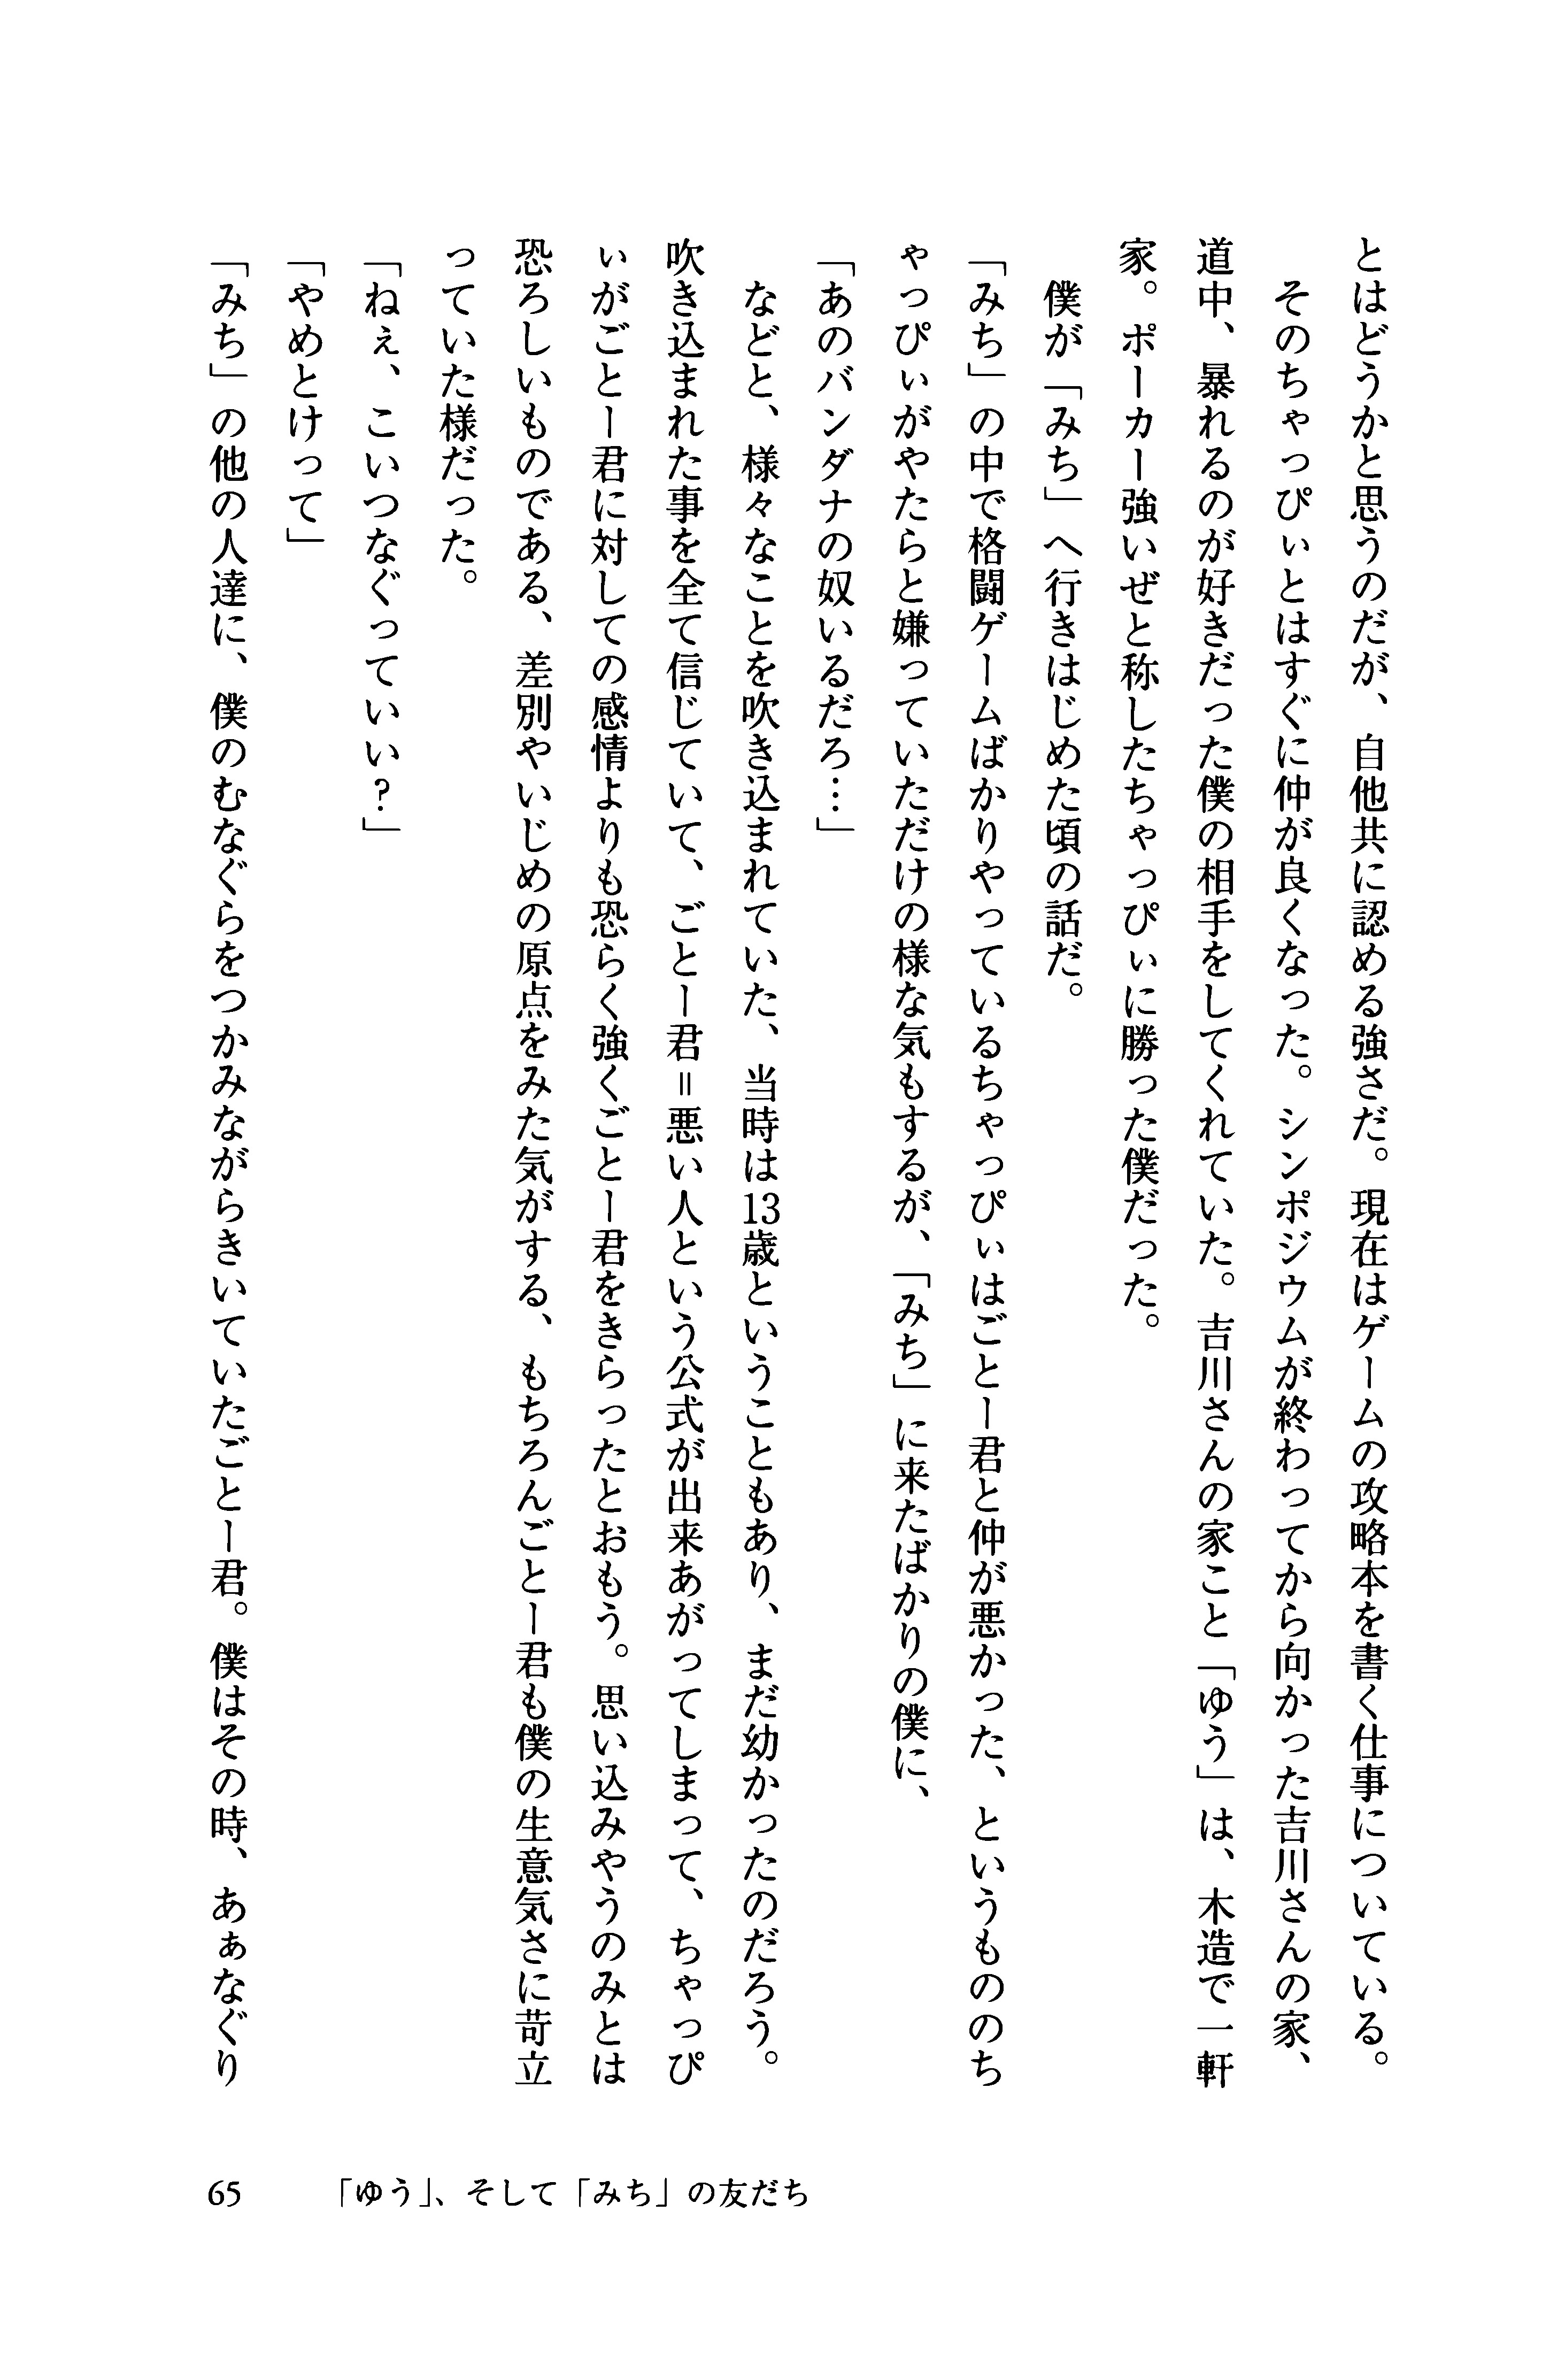 とはどうかと思うのだが、自他共に認める強さだ。現在はゲームの攻略本を書く仕事についている。
　そのちゃっぴぃとはすぐに仲が良くなった。シンポジウムが終わってから向かった吉川さんの家、
道中、暴れるのが好きだった僕の相手をしてくれていた。吉川さんの家こと「ゆう」は、木造で一軒
家。ポーカー強いぜと称したちゃっぴぃに勝った僕だった。
　僕が「みち」へ行きはじめた頃の話だ。
「みち」の中で格闘ゲームばかりやっているちゃっぴぃはごとー君と仲が悪かった、というもののち
ゃっぴぃがやたらと嫌っていただけの様な気もするが、「みち」に来たばかりの僕に、
「あのバンダナの奴いるだろ…」
　などと、様々なことを吹き込まれていた、当時は13歳ということもあり、まだ幼かったのだろう。
吹き込まれた事を全て信じていて、ごとー君＝悪い人という公式が出来あがってしまって、ちゃっぴ
ぃがごとー君に対しての感情よりも恐らく強くごとー君をきらったとおもう。思い込みやうのみとは
恐ろしいものである、差別やいじめの原点をみた気がする、もちろんごとー君も僕の生意気さに苛立
っていた様だった。
「ねぇ、こいつなぐっていい？」
「やめとけって」
「みち」の他の人達に、僕のむなぐらをつかみながらきいていたごとー君。僕はその時、あぁなぐり
65　「ゆう」、そして「みち」の友だち